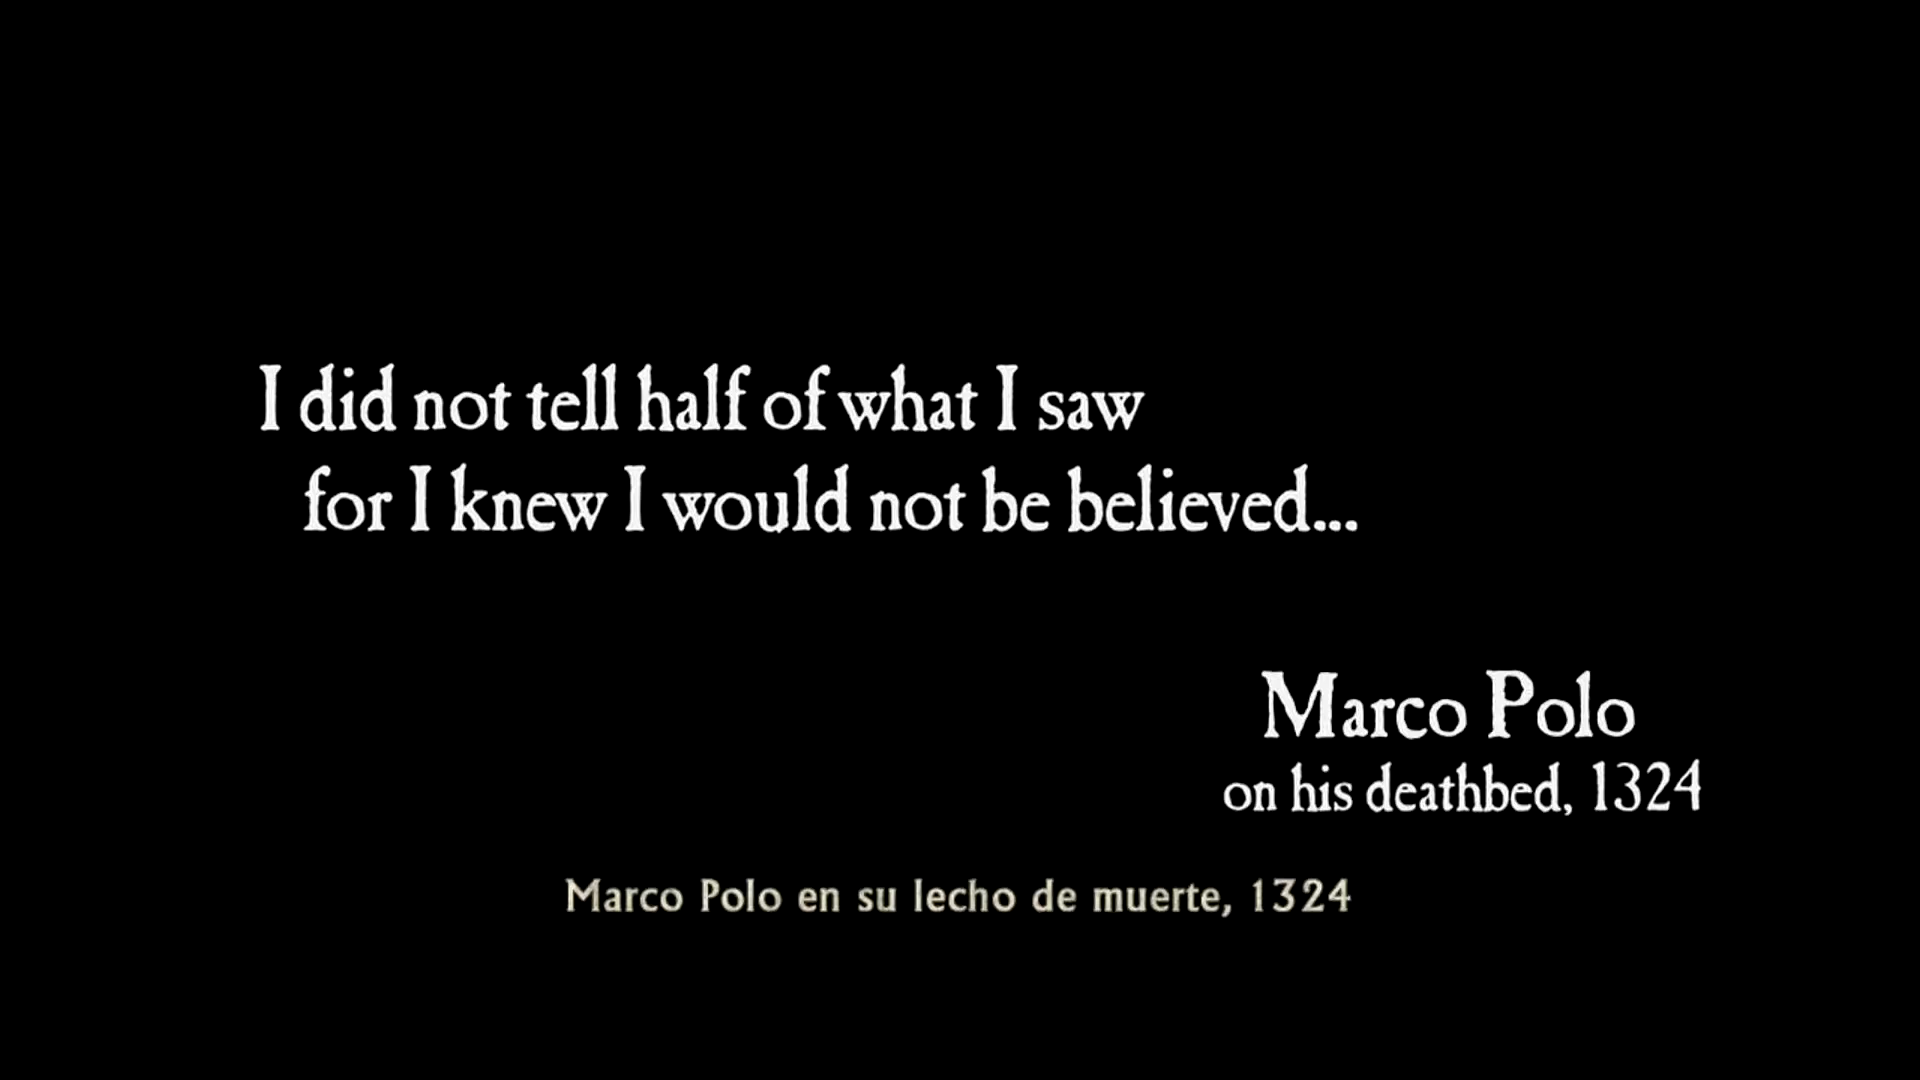 I did not tell half of what I saw
for I knew I would not be believed...
Marco Polo
on his deathbed, 1324
Marco Polo en su lecho de muerte, 1324